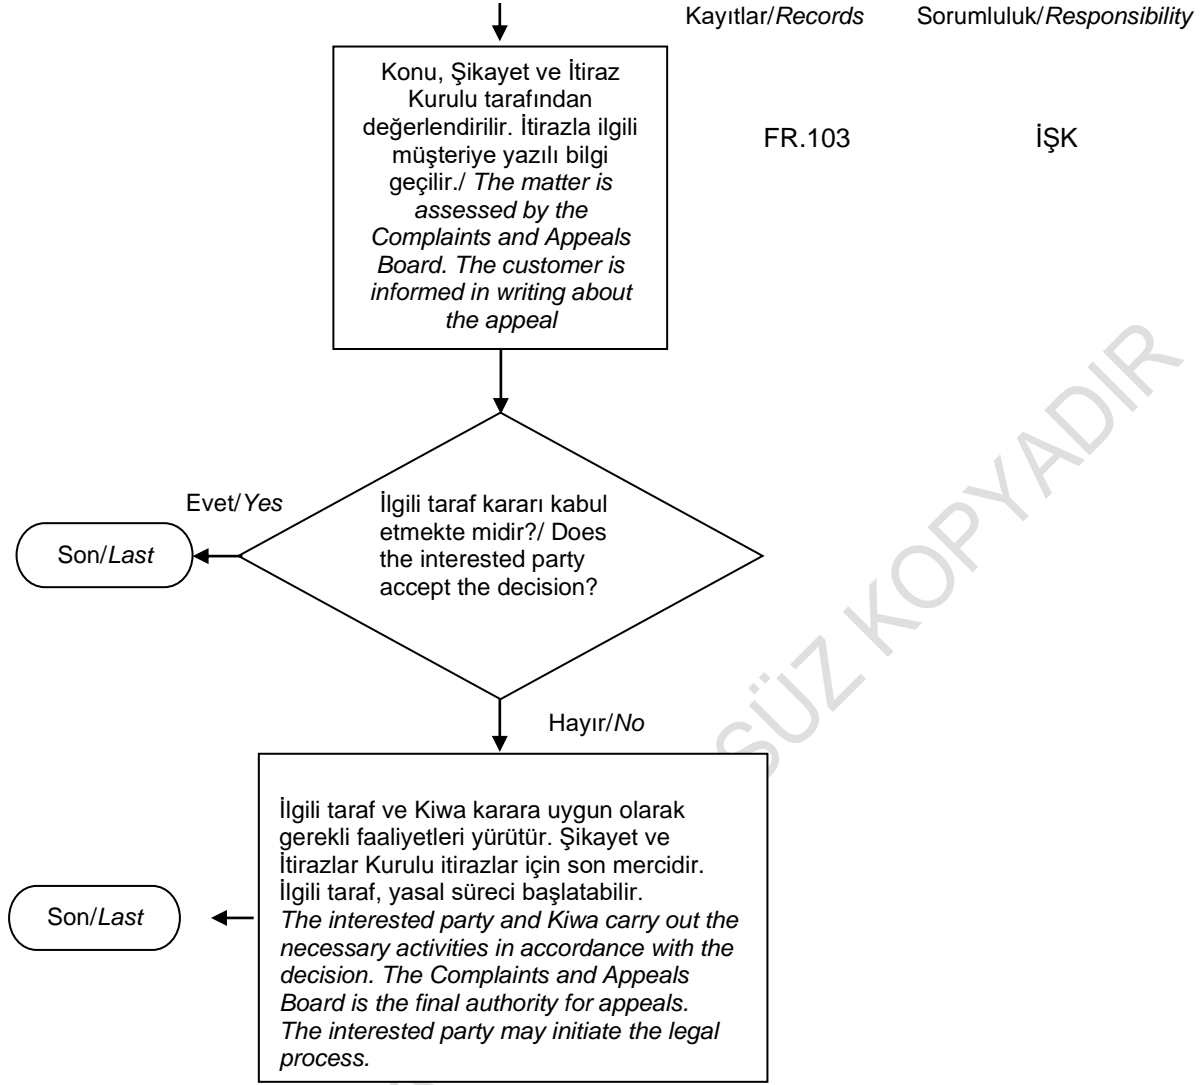 Kayıtlar/Records Sorumluluk/Responsibility
Konu, Şikayet ve İtiraz
Kurulu tarafından
değerlendirilir. İtirazla ilgili
müşteriye yazılı bilgi
geçilir./ The matter is
assessed by the
Complaints and Appeals
Board. The customer is
informed in writing about
the appeal
FR.103 İŞK
Evet/Yes
İlgili taraf kararı kabul
etmekte midir?/ Does
the interested party
accept the decision?
Son/Last
Hayır/No
İlgili taraf ve Kiwa karara uygun olarak
gerekli faaliyetleri yürütür. Şikayet ve
İtirazlar Kurulu itirazlar için son mercidir.
İlgili taraf, yasal süreci başlatabilir.
The interested party and Kiwa carry out the
necessary activities in accordance with the
decision. The Complaints and Appeals
Board is the final authority for appeals.
The interested party may initiate the legal
process.
Son/Last
SÜZ KOPYADIR